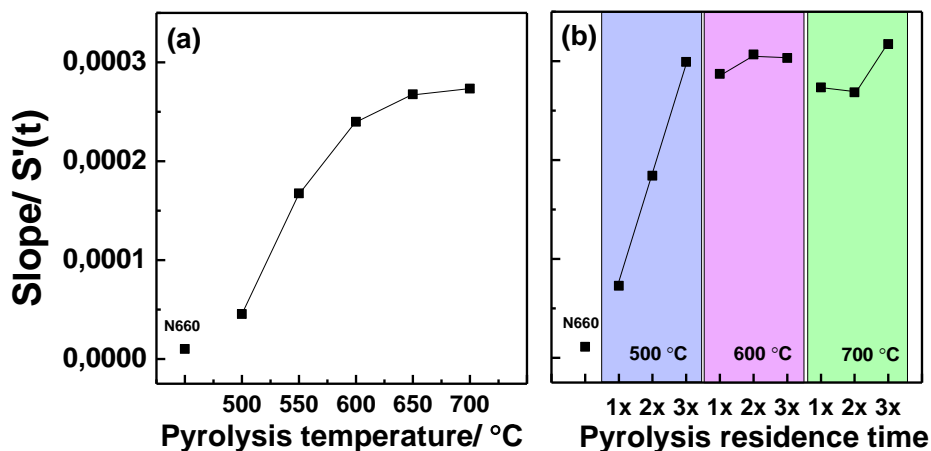 (a)
(b)
0,0003
0,0002
0,0001
0,0000
Slope/ S'(t)
N660
N660
500 °C
600 °C
700 °C
500 550 600 650 700
1x 2x 3x 1x 2x 3x 1x 2x 3x
Pyrolysis temperature/ °C
Pyrolysis residence time